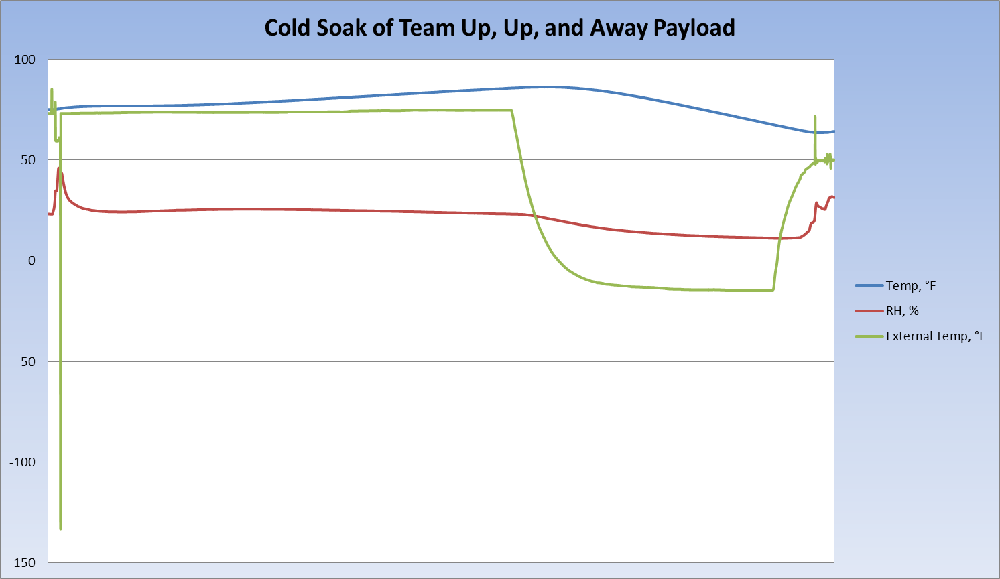 Cold Soak of Team Up, Up, and Away Payload
100
50
0
-50
-100
-150
Temp, °F
RH, %
External Temp, °F